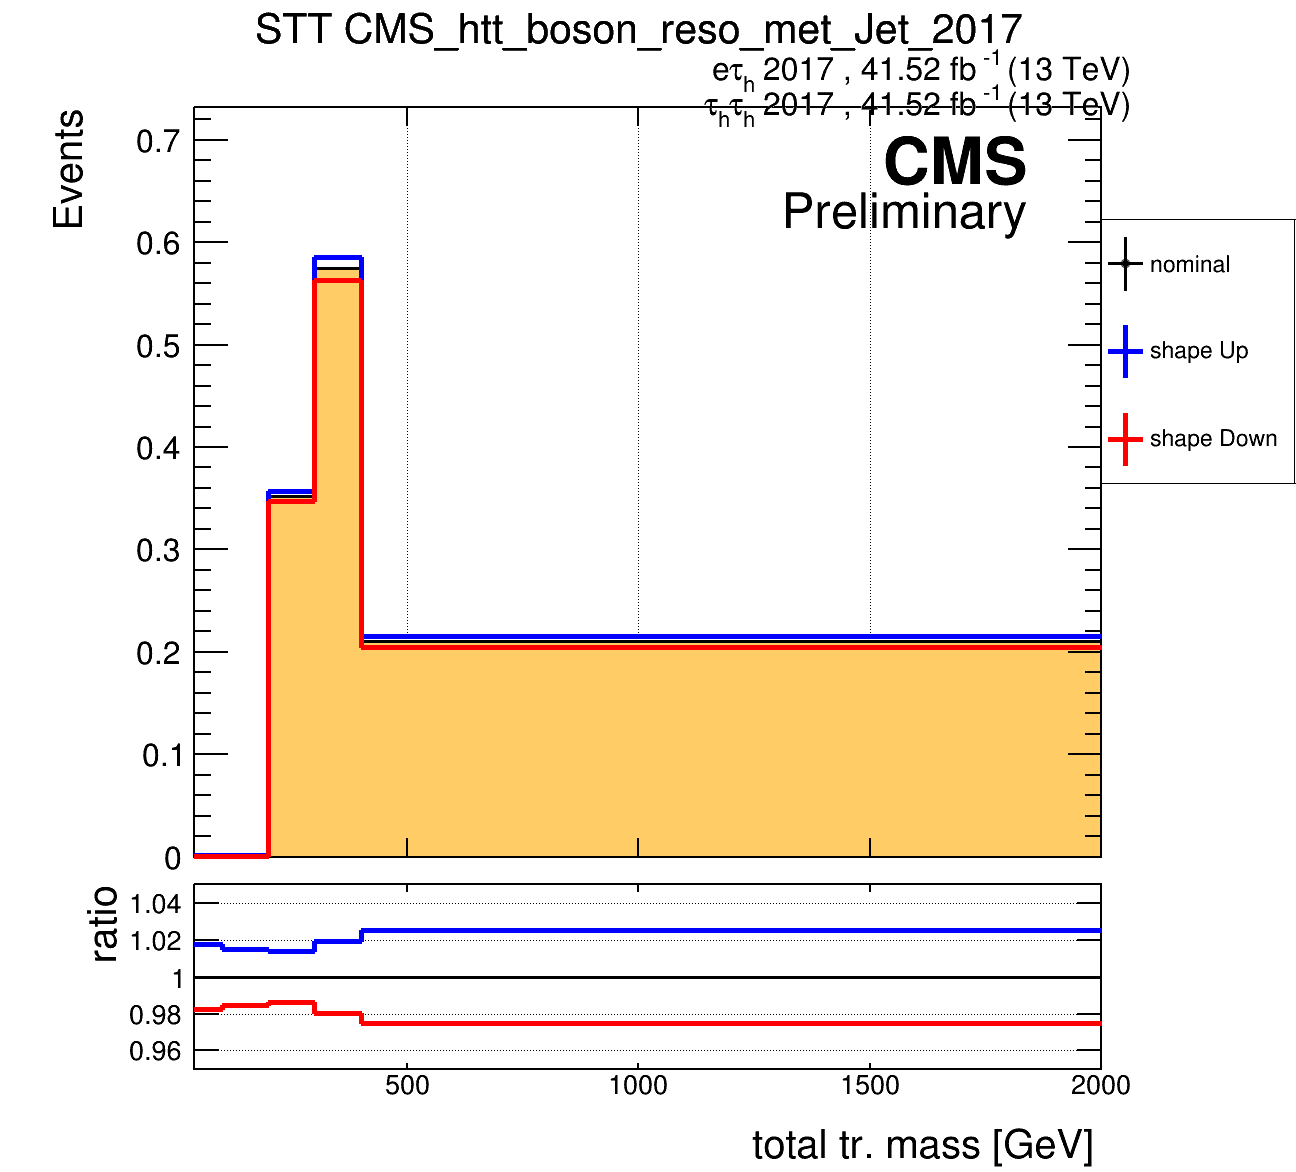 STT CMS_htt_boson_reso_met_Jet_2017
eτh 2017 , 41.52 fb -1 (13 TeV)
τhτh 2017 , 41.52 fb -1 (13 TeV)
CMS
Preliminary
Events
0.7
0.6
0.5
0.4
0.3
0.2
0.1
0
nominal
shape Up
shape Down
ratio
1.04
1.02
1
0.98
0.96
500 1000 1500 2000
total tr. mass [GeV]